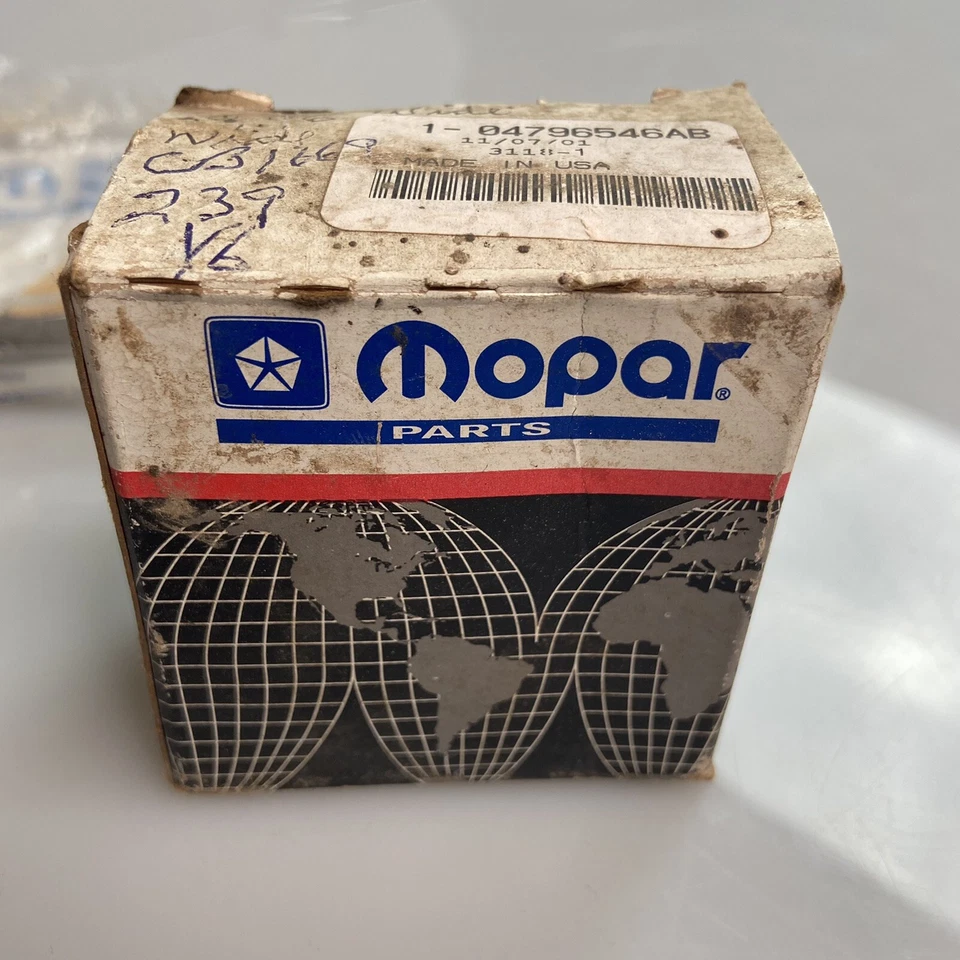 1- 04796546AB
11/07/01
3118-1
MADE IN USA
239
V6
Mopar®
PARTS